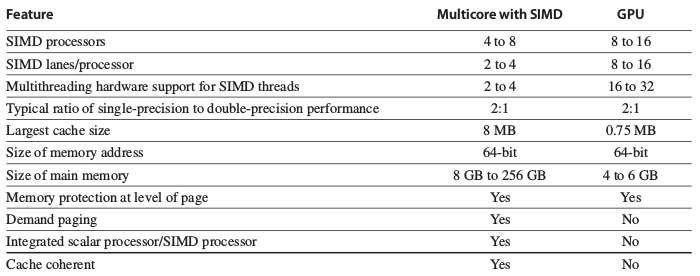 Feature Multicore with SIMD GPU
SIMD processors 4 to 8 8 to 16
SIMD lanes/processor 2 to 4 8 to 16
Multithreading hardware support for SIMD threads 2 to 4 16 to 32
Typical ratio of single-precision to double-precision performance 2:1 2:1
Largest cache size 8 MB 0.75 MB
Size of memory address 64-bit 64-bit
Size of main memory 8 GB to 256 GB 4 to 6 GB
Memory protection at level of page Yes Yes
Demand paging Yes No
Integrated scalar processor/SIMD processor Yes No
Cache coherent Yes No